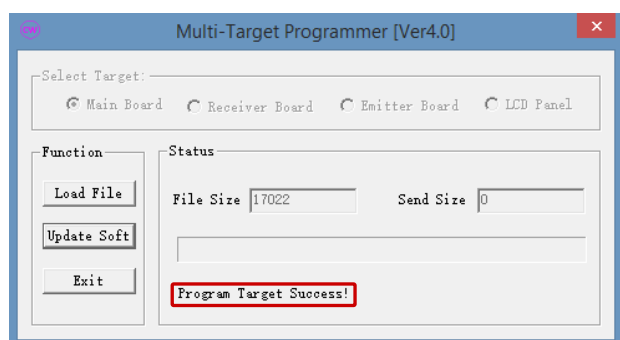 CW Multi-Target Programmer [Ver4.0] ×
Select Target:
Main Board Receiver Board Emitter Board LCD Panel
Function
Load File
Update Soft
Exit
Status
File Size 17022 Send Size 0
Program Target Success!